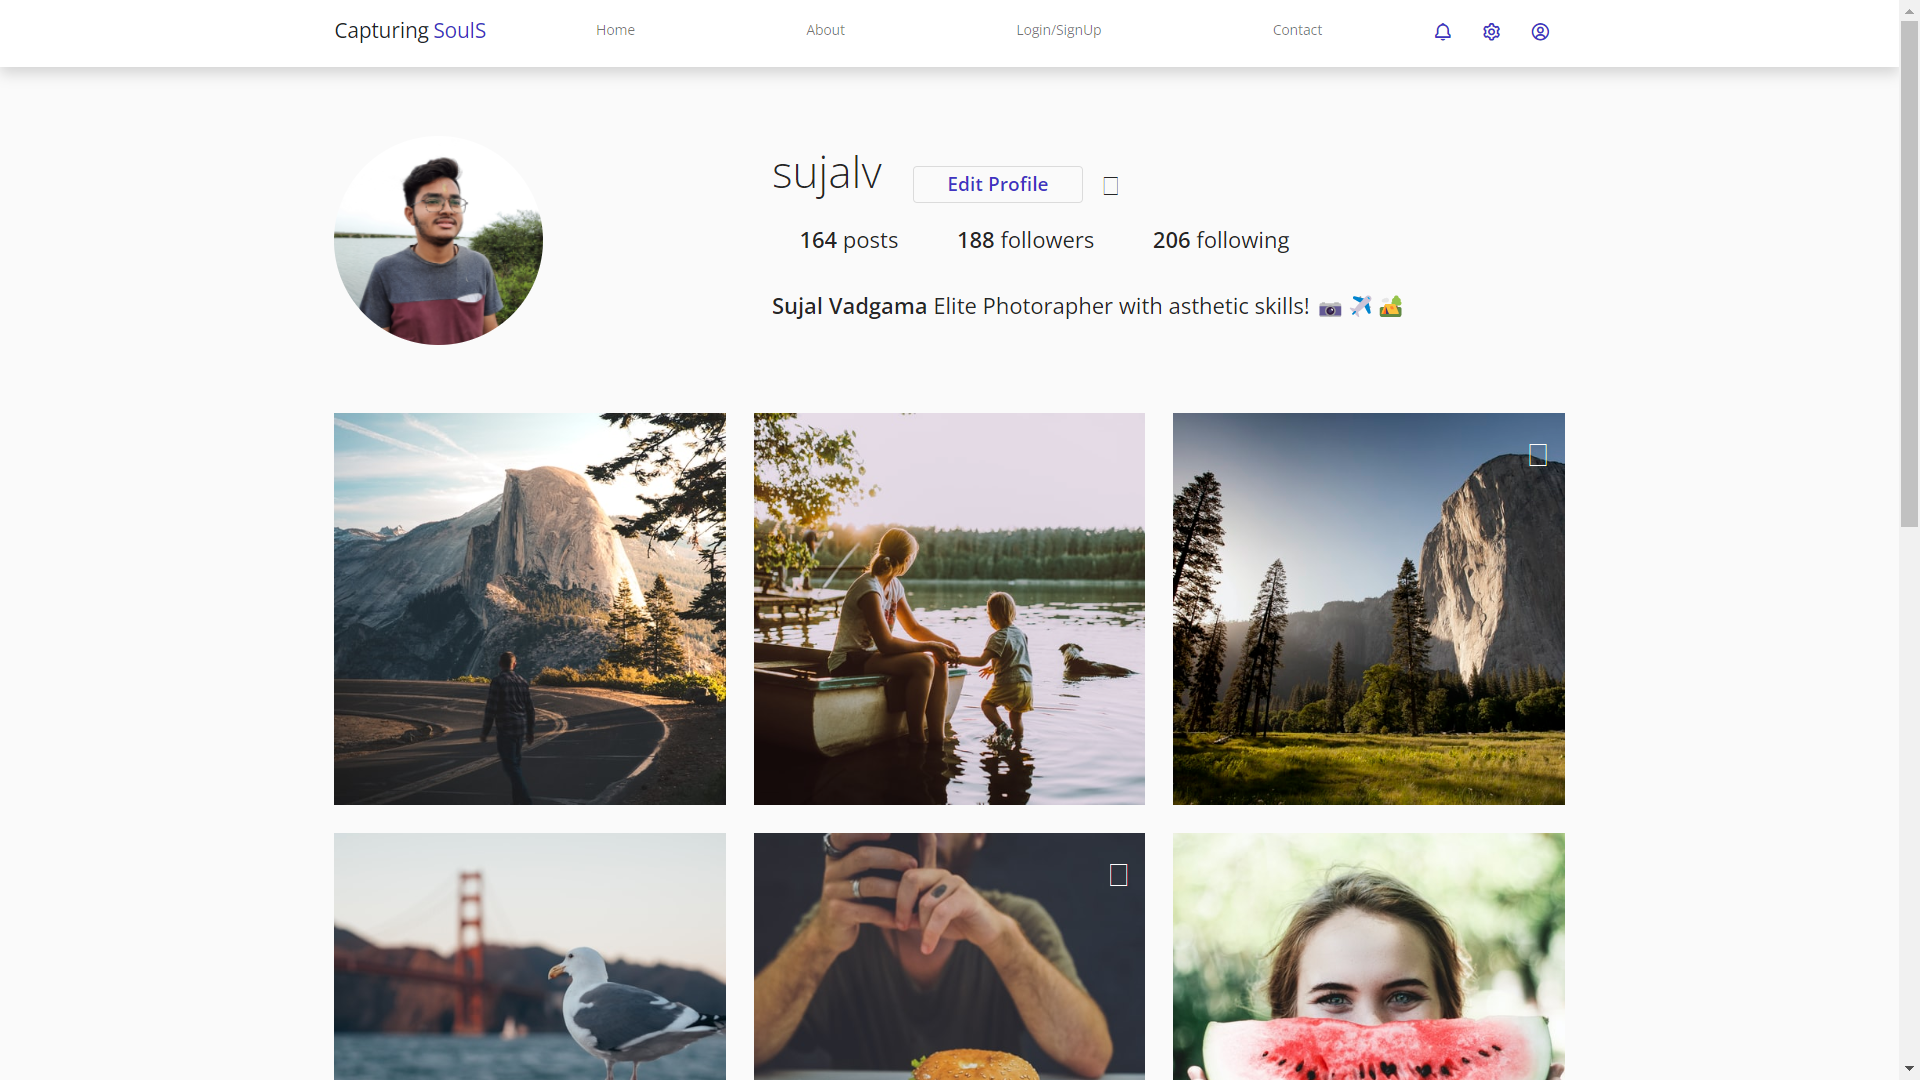 Capturing SoulS Home About Login/SignUp Contact
sujalv Edit Profile
164 posts 188 followers 206 following
Sujal Vadgama Elite Photorapher with asthetic skills! 📷 ✈️ 🏕️